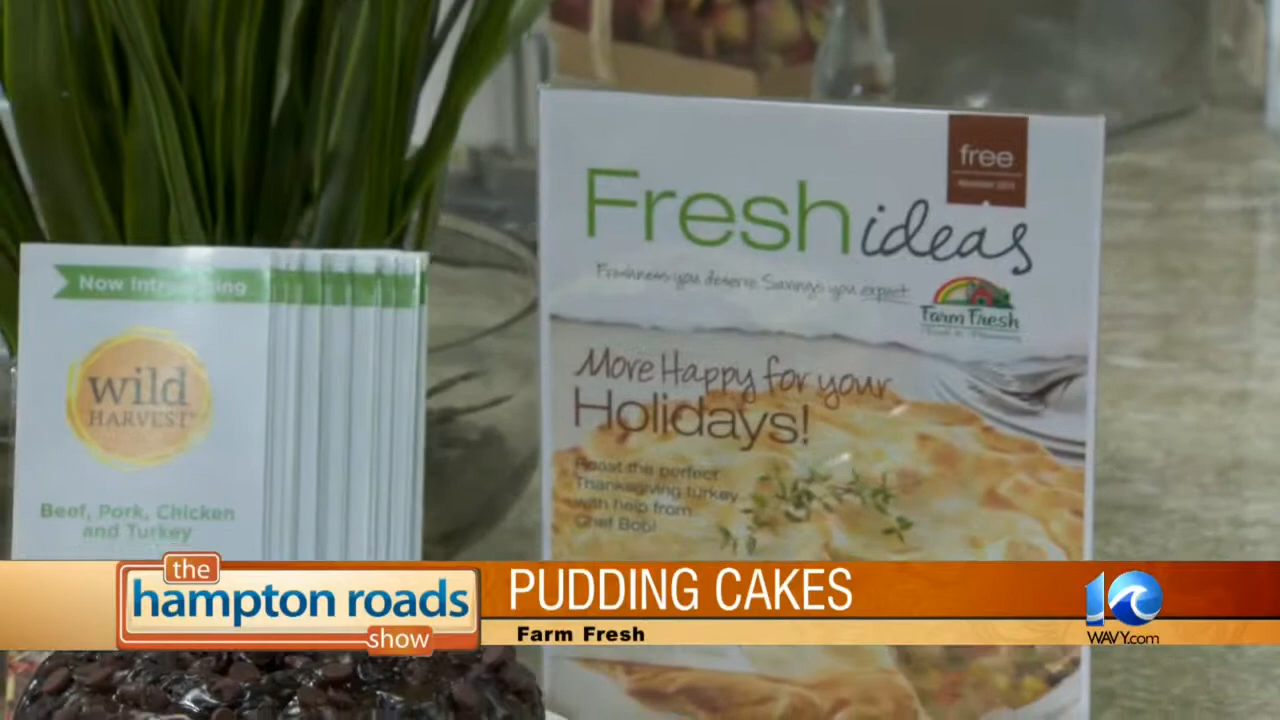 Now Introducing
wild
HARVEST
Beef, Pork, Chicken
and Turkey
free
Fresh ideas
Freshness you deserve. Savings you expect.
Farm Fresh
More Happy for your
Holidays!
Roast the perfect
Thanksgiving turkey
with help from
Chef Bob!
the
hampton roads
show
PUDDING CAKES
Farm Fresh
10
WAVY.com